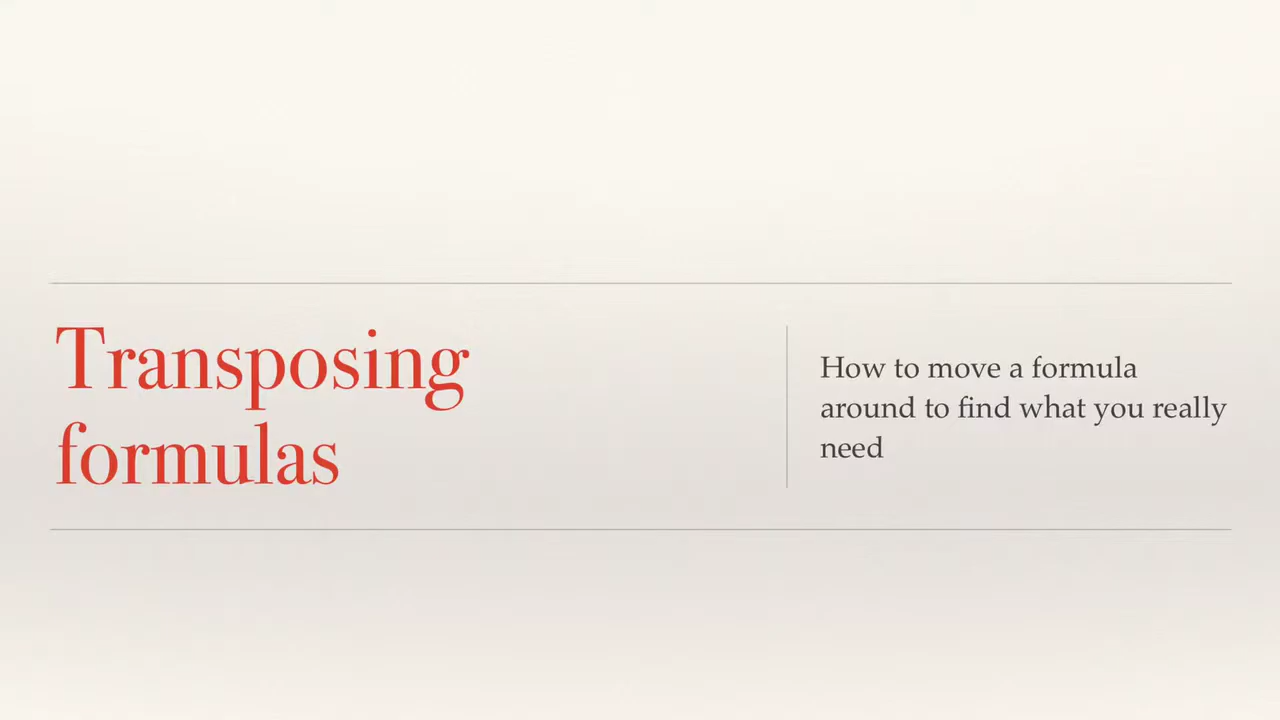 Transposing
formulas
How to move a formula
around to find what you really
need